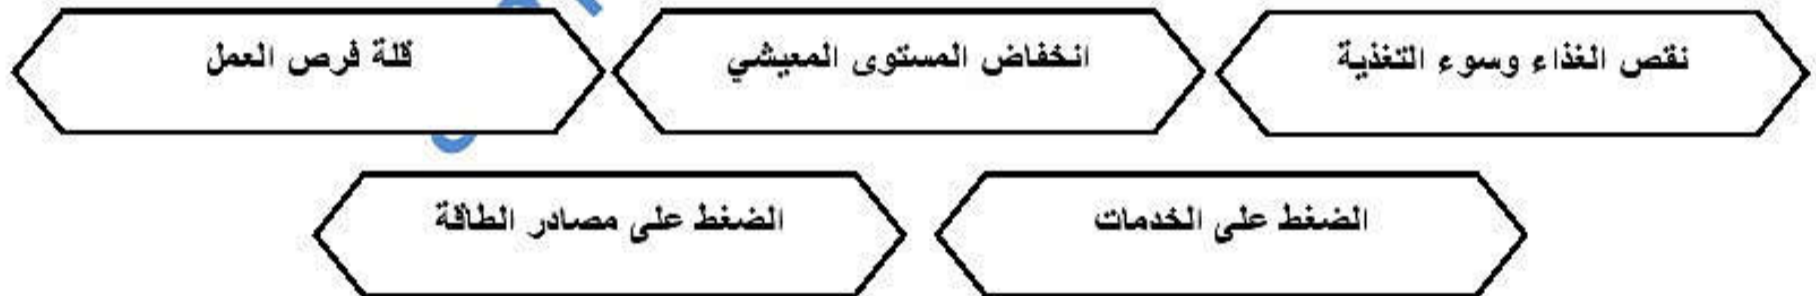 نقص الغذاء وسوء التغذية
انخفاض المستوى المعيشي
قلة فرص العمل
الضغط على الخدمات
الضغط على مصادر الطاقة